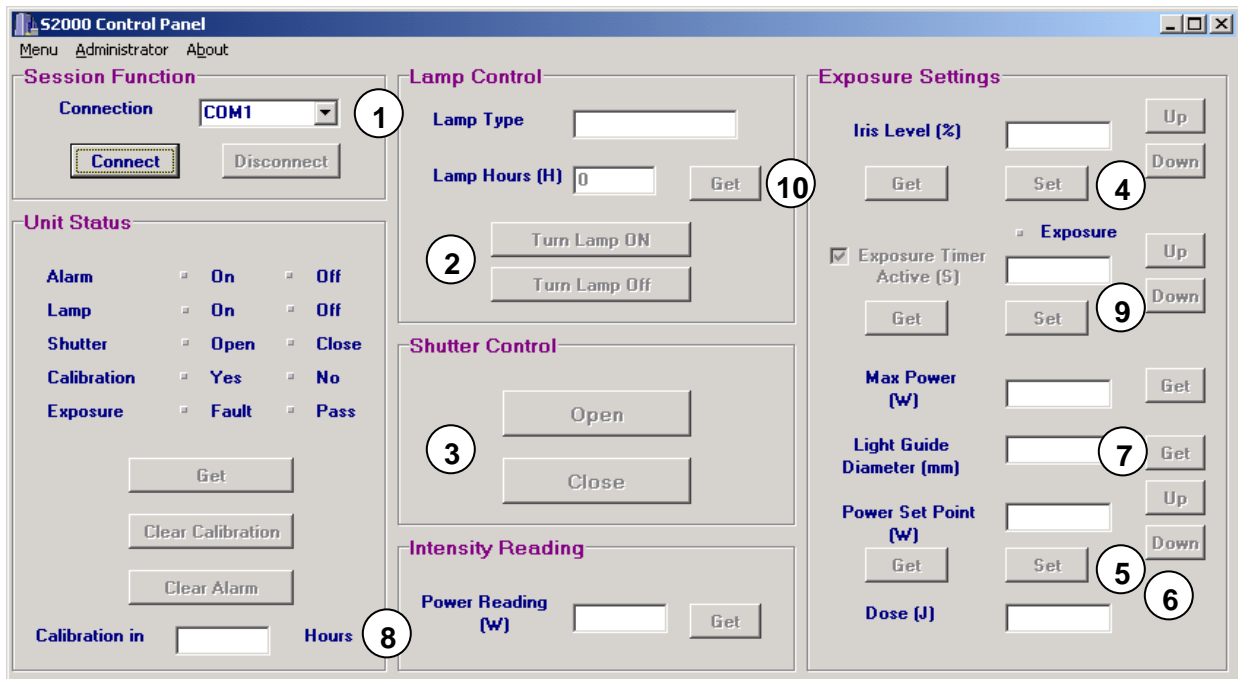 S2000 Control Panel
Menu Administrator About
Session Function
Connection COM1
1
Connect Disconnect
Unit Status
Alarm On Off
Lamp On Off
Shutter Open Close
Calibration Yes No
Exposure Fault Pass
Get
Clear Calibration
Clear Alarm
Calibration in Hours
8
Lamp Control
Lamp Type
Lamp Hours (H) 0 Get
10
2
Turn Lamp ON
Turn Lamp Off
Shutter Control
3
Open
Close
Intensity Reading
Power Reading
(W)
Get
Exposure Settings
Iris Level (%)
Up
Down
Get Set
4
Exposure
Exposure Timer
Active (S)
Up
Down
Get Set
9
Max Power
(W)
Get
Light Guide
Diameter (mm)
7
Get
Power Set Point
(W)
Up
Down
Get Set
5
6
Dose (J)